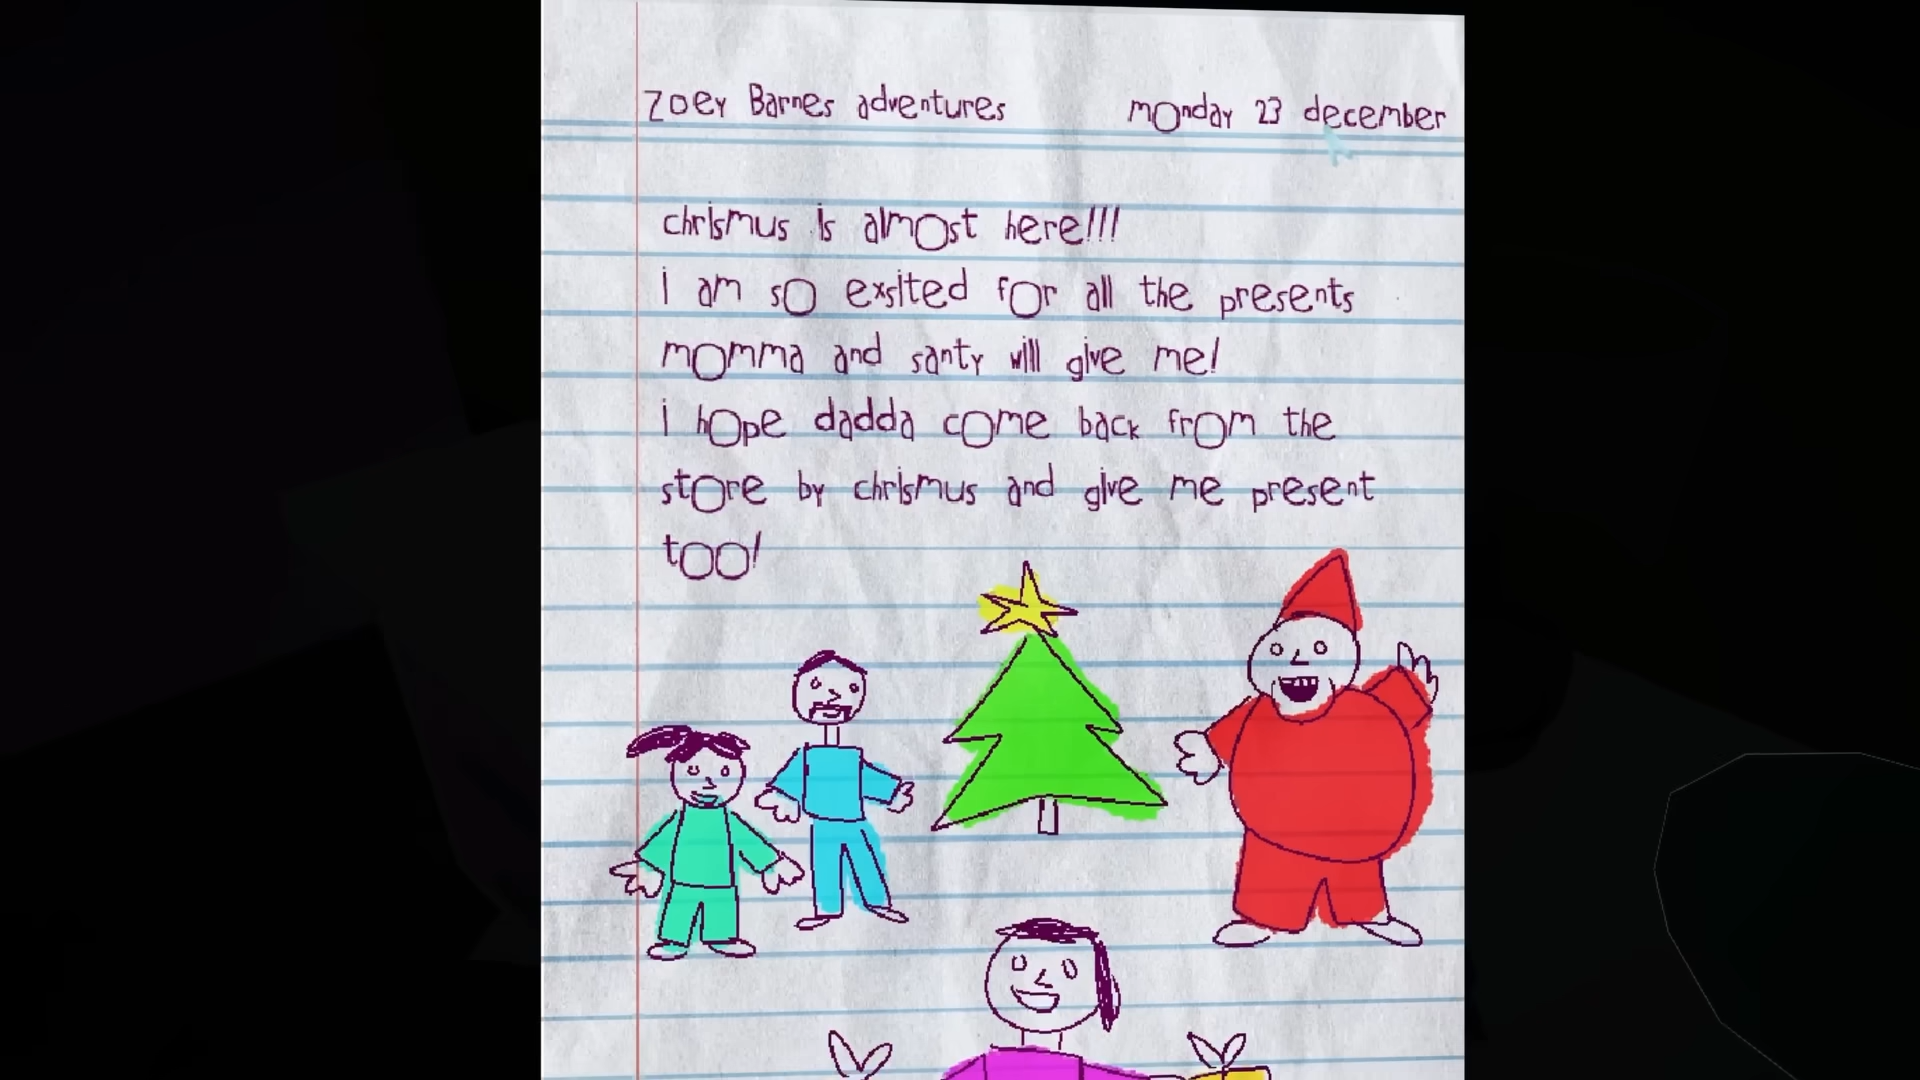 Zoey Barnes adventures monday 23 december
chrismus is almost here!!!
i am so exsited for all the presents
momma and santy will give me!
i hope dadda come back from the
store by chrismus and give me present
too!